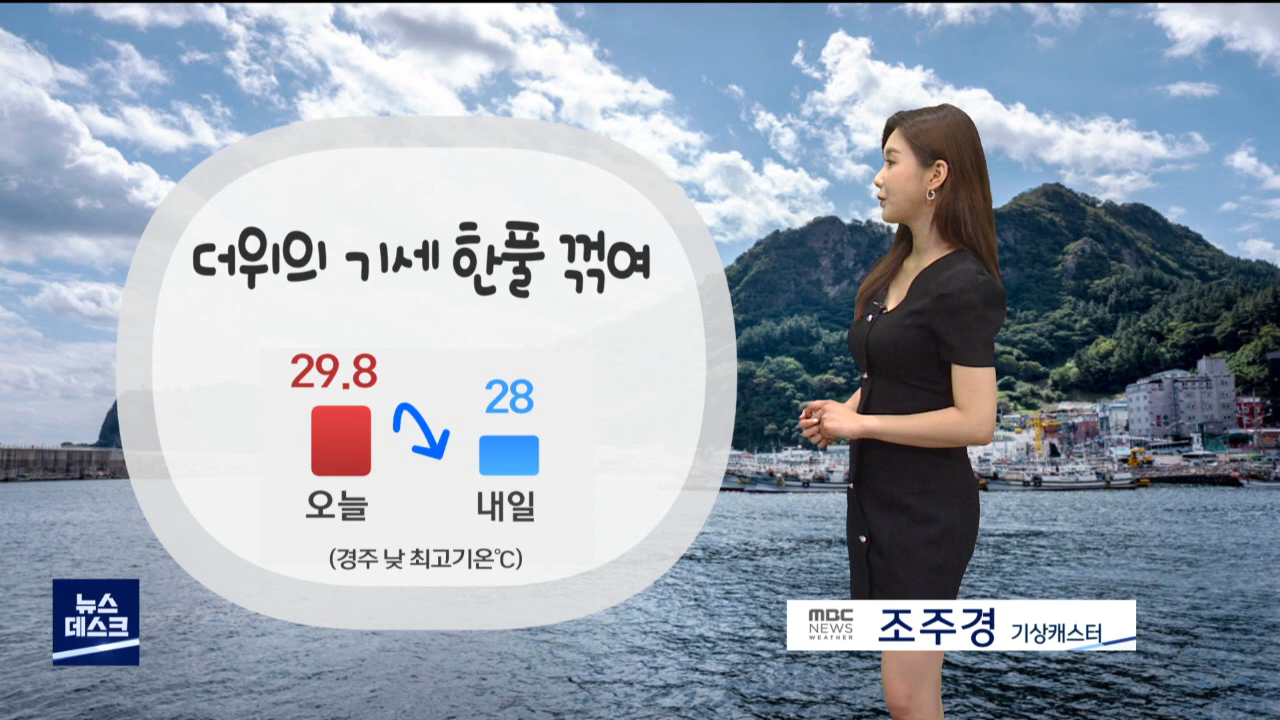 더위의 기세 한풀 꺾여
29.8
28
오늘
내일
(경주 낮 최고기온℃)
뉴스
데스크
MBC
NEWS
WEATHER
조주경 기상캐스터